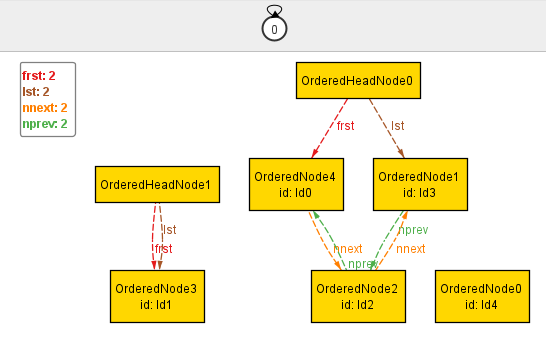 0
frst: 2
lst: 2
nnext: 2
nprev: 2
OrderedHeadNode0
frst
lst
OrderedHeadNode1
OrderedNode4
id: Id0
OrderedNode1
id: Id3
lst
frst
nnext
nprev
nprev
nnext
OrderedNode3
id: Id1
OrderedNode2
id: Id2
OrderedNode0
id: Id4